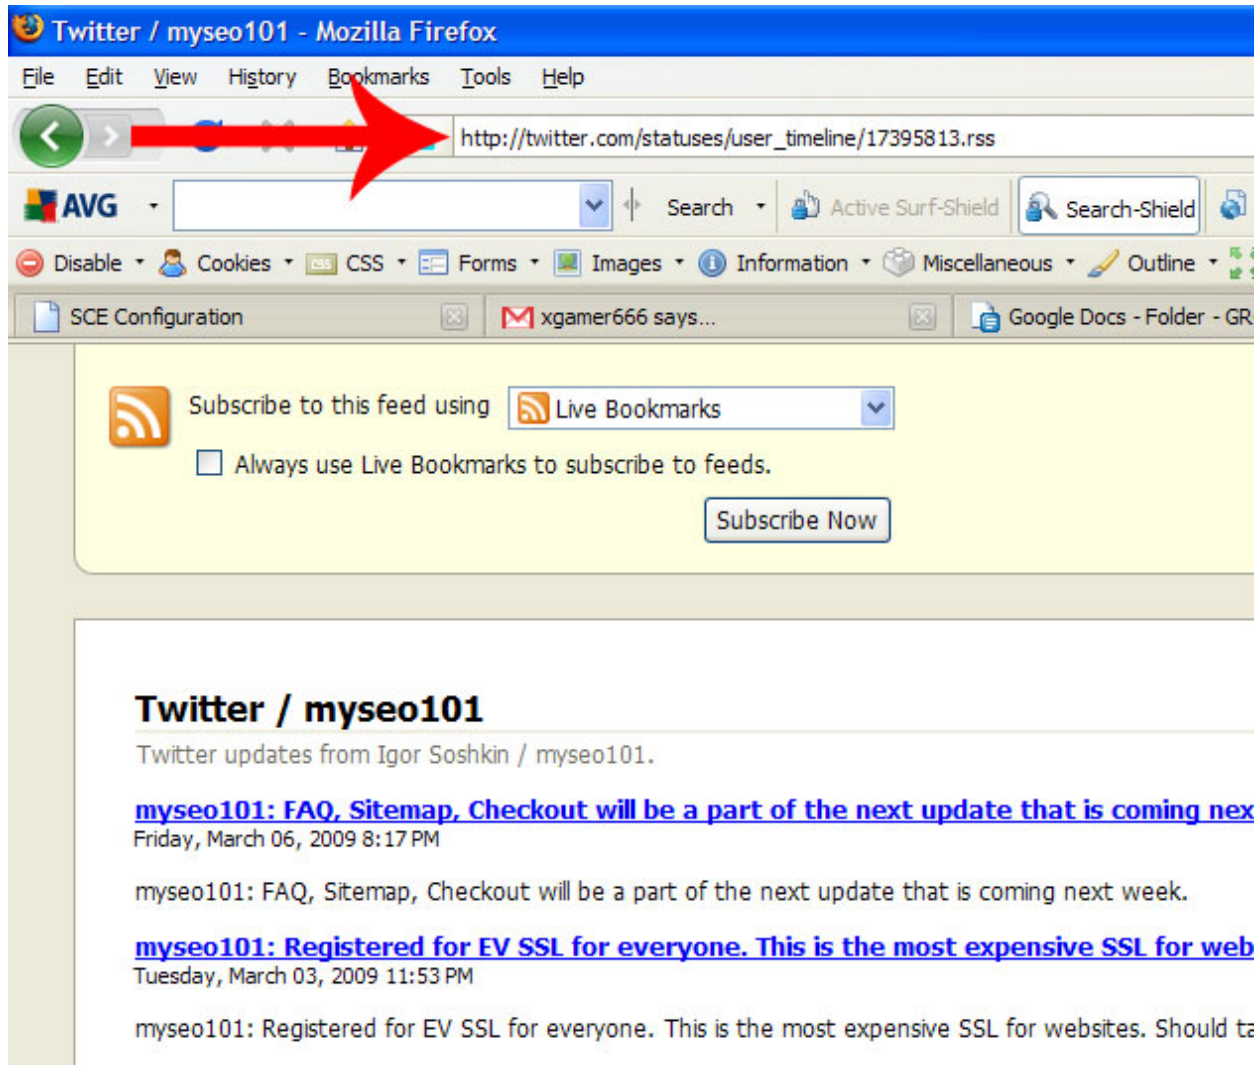 Twitter / myseo101 - Mozilla Firefox
File Edit View History Bookmarks Tools Help
http://twitter.com/statuses/user_timeline/17395813.rss
AVG Search Active Surf-Shield Search-Shield
Disable Cookies CSS Forms Images Information Miscellaneous Outline
SCE Configuration xgamer666 says... Google Docs - Folder - GR
Subscribe to this feed using Live Bookmarks
Always use Live Bookmarks to subscribe to feeds.
Subscribe Now
Twitter / myseo101
Twitter updates from Igor Soshkin / myseo101.
myseo101: FAQ, Sitemap, Checkout will be a part of the next update that is coming nex
Friday, March 06, 2009 8:17 PM
myseo101: FAQ, Sitemap, Checkout will be a part of the next update that is coming next week.
myseo101: Registered for EV SSL for everyone. This is the most expensive SSL for web
Tuesday, March 03, 2009 11:53 PM
myseo101: Registered for EV SSL for everyone. This is the most expensive SSL for websites. Should ta